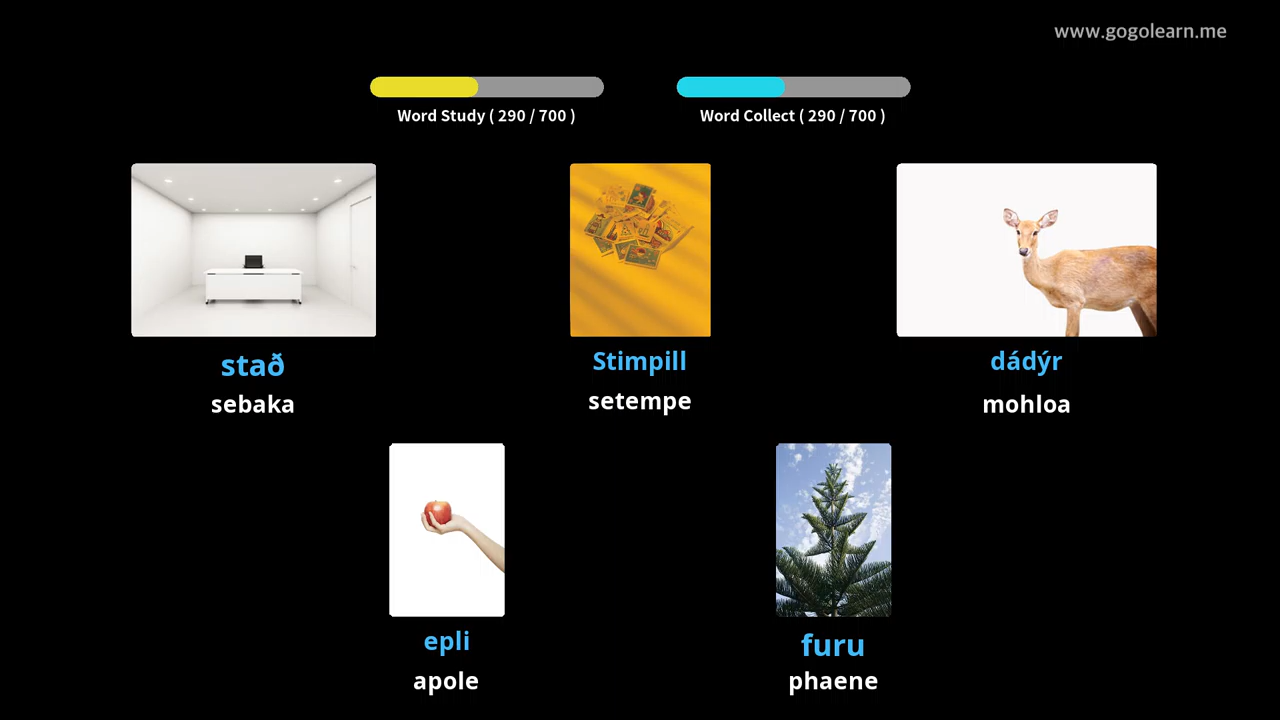 www.gogolearn.me
Word Study ( 290 / 700 )
Word Collect ( 290 / 700 )
stað
sebaka
Stimpill
setempe
dádýr
mohloa
epli
apole
furu
phaene